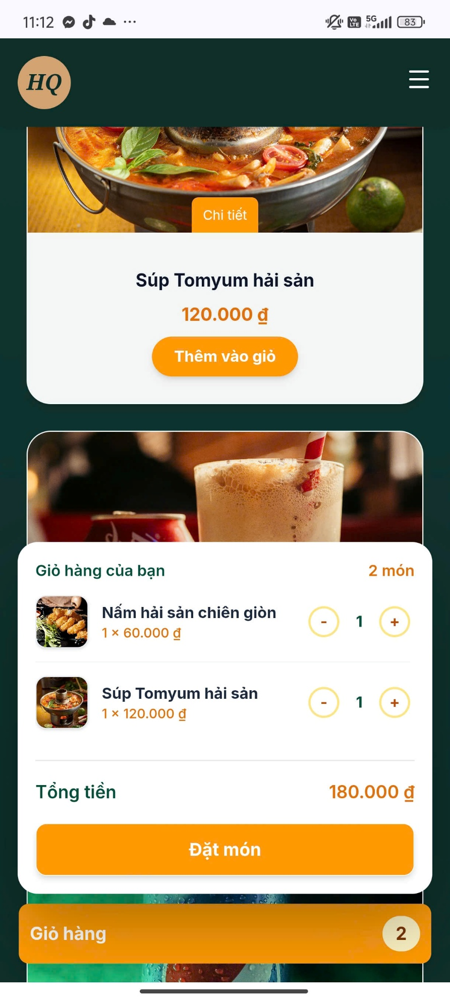 11:12
Vo
LTE
5G
83
HQ
Chi tiết
Súp Tomyum hải sản
120.000 ₫
Thêm vào giỏ
Giỏ hàng của bạn
2 món
Nấm hải sản chiên giòn
1 × 60.000 ₫
-
1
+
Súp Tomyum hải sản
1 × 120.000 ₫
-
1
+
Tổng tiền
180.000 ₫
Đặt món
Giỏ hàng
2